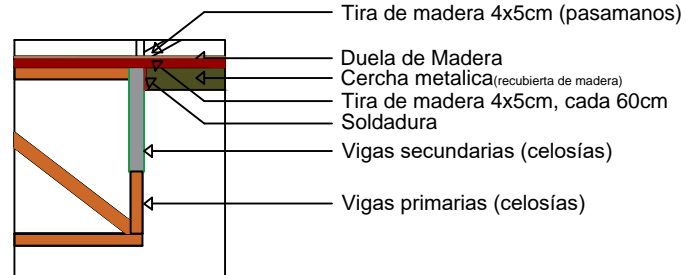 Tira de madera 4x5cm (pasamanos)
Duela de Madera
Cercha metalica(recubierta de madera)
Tira de madera 4x5cm, cada 60cm
Soldadura
Vigas secundarias (celosías)
Vigas primarias (celosías)